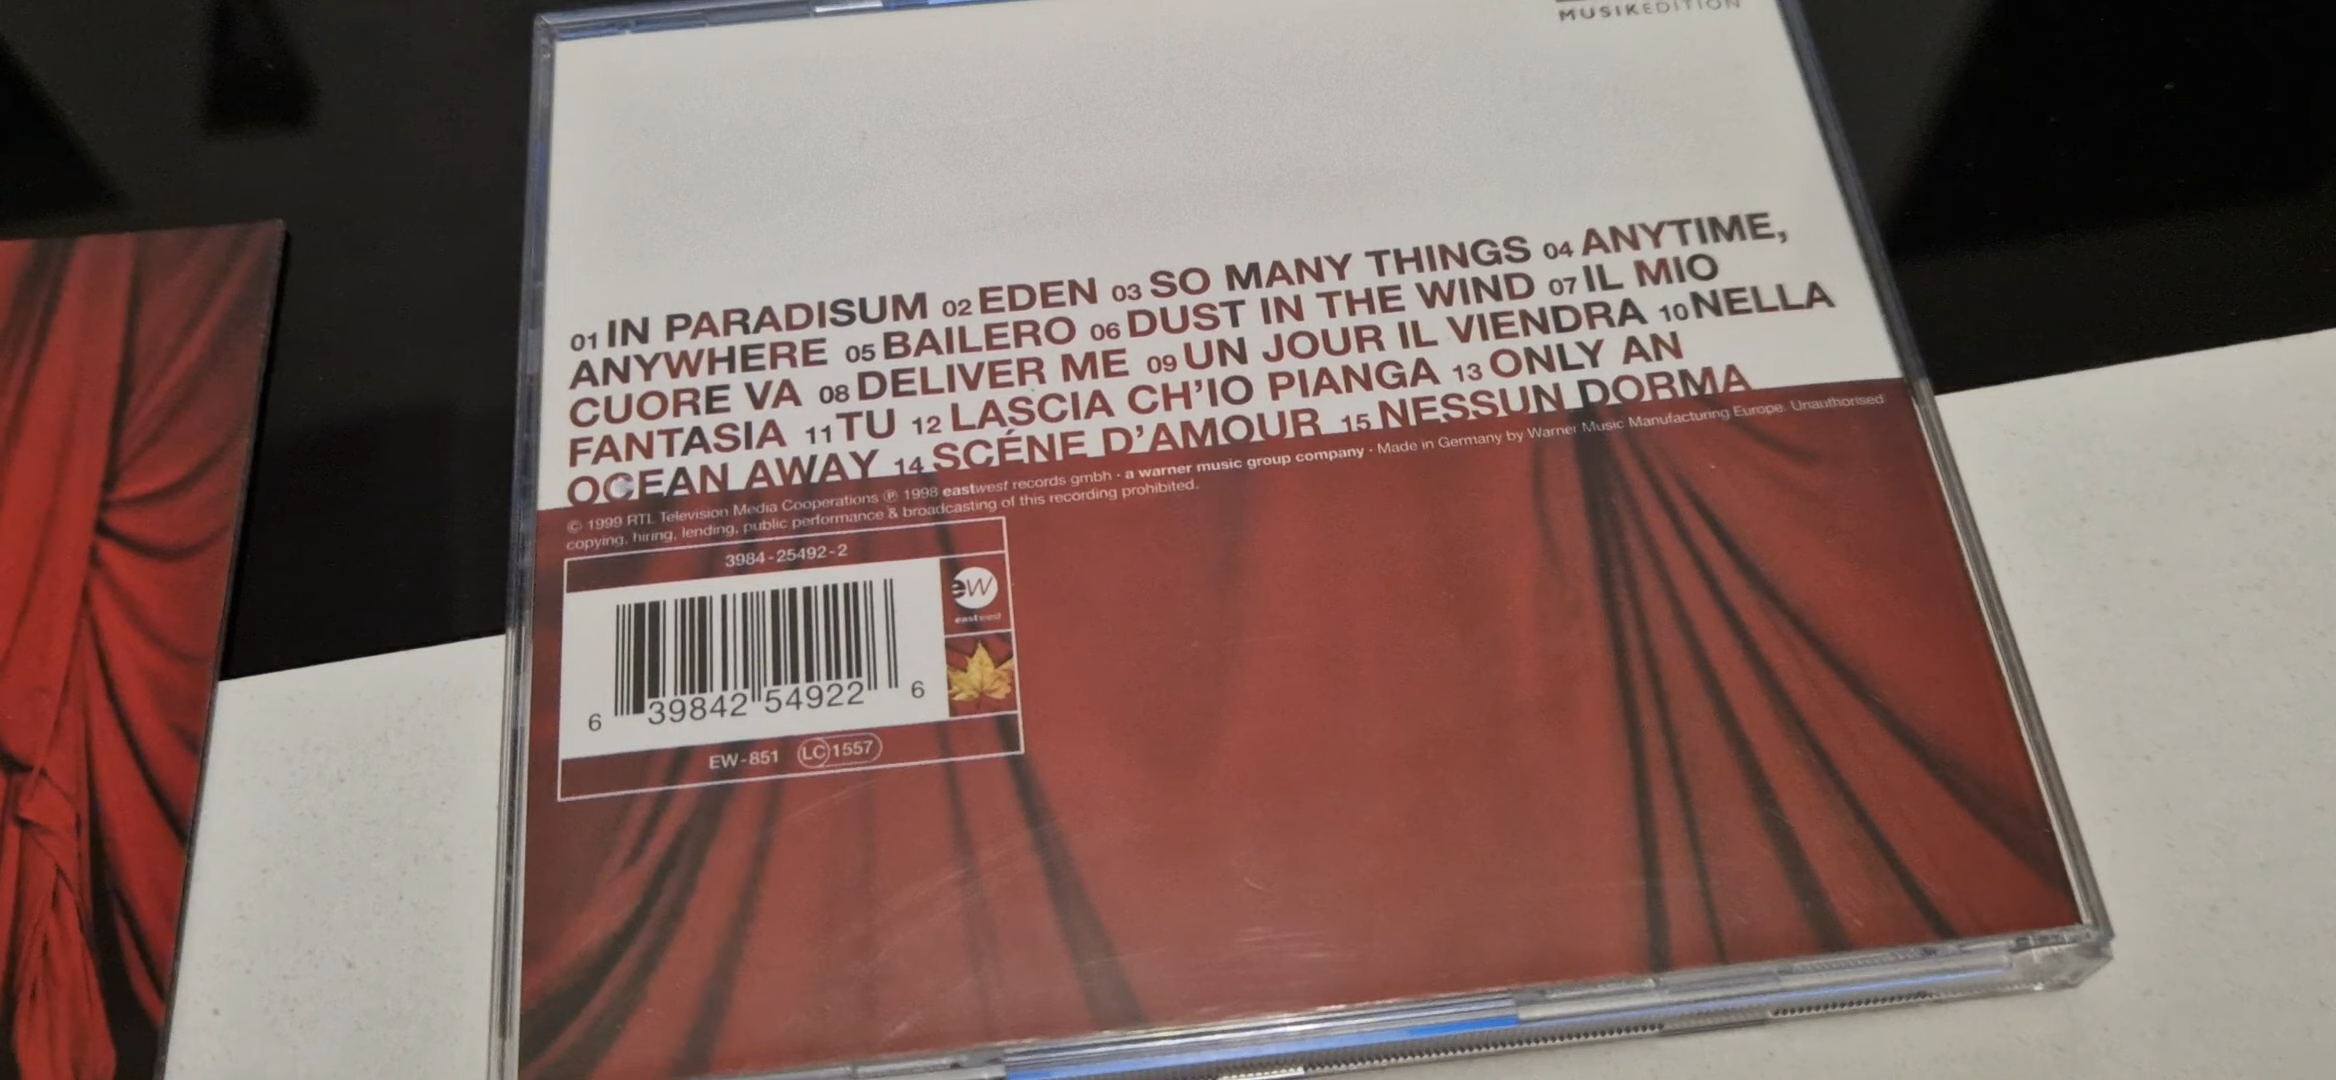 MUSIKEDITION
01 IN PARADISUM 02 EDEN 03 SO MANY THINGS 04 ANYTIME,
ANYWHERE 05 BAILERO 06 DUST IN THE WIND 07 IL MIO
CUORE VA 08 DELIVER ME 09 UN JOUR IL VIENDRA 10 NELLA
FANTASIA 11 TU 12 LASCIA CH'IO PIANGA 13 ONLY AN
OCEAN AWAY 14 SCÉNE D'AMOUR 15 NESSUN DORMA
© 1999 RTL Television Media Cooperations ℗ 1998 eastwest records gmbh · a warner music group company · Made in Germany by Warner Music Manufacturing Europe. Unauthorised
copying, hiring, lending, public performance & broadcasting of this recording prohibited.
3984-25492-2
ew
eastwest
6 39842 54922 6
EW-851 LC 1557